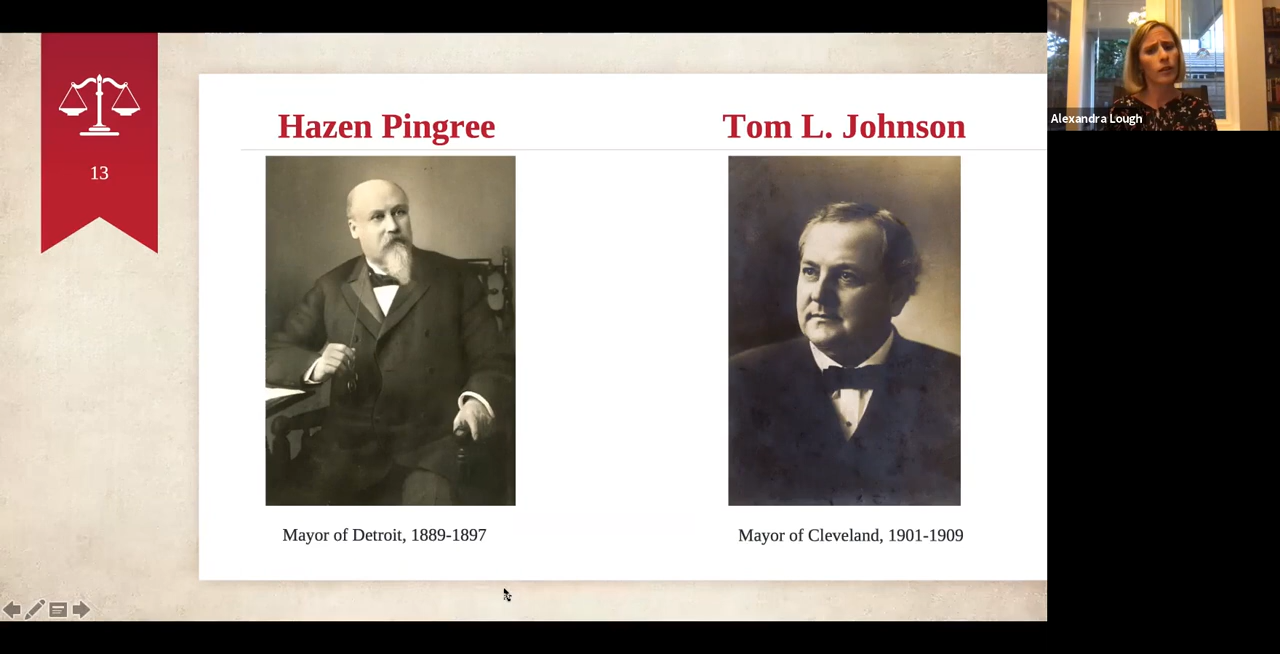 13
Hazen Pingree
Tom L. Johnson
Mayor of Detroit, 1889-1897
Mayor of Cleveland, 1901-1909
Alexandra Lough